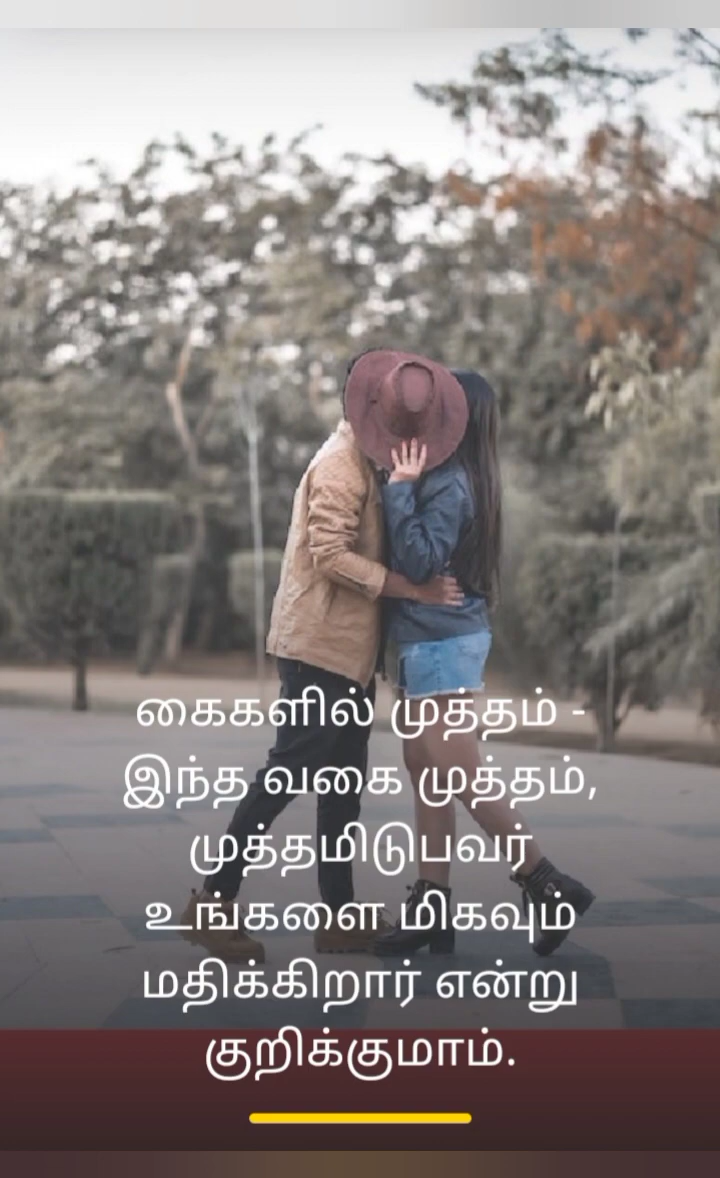 கைகளில் முத்தம் -
இந்த வகை முத்தம்,
முத்தமிடுபவர்
உங்களை மிகவும்
மதிக்கிறார் என்று
குறிக்குமாம்.